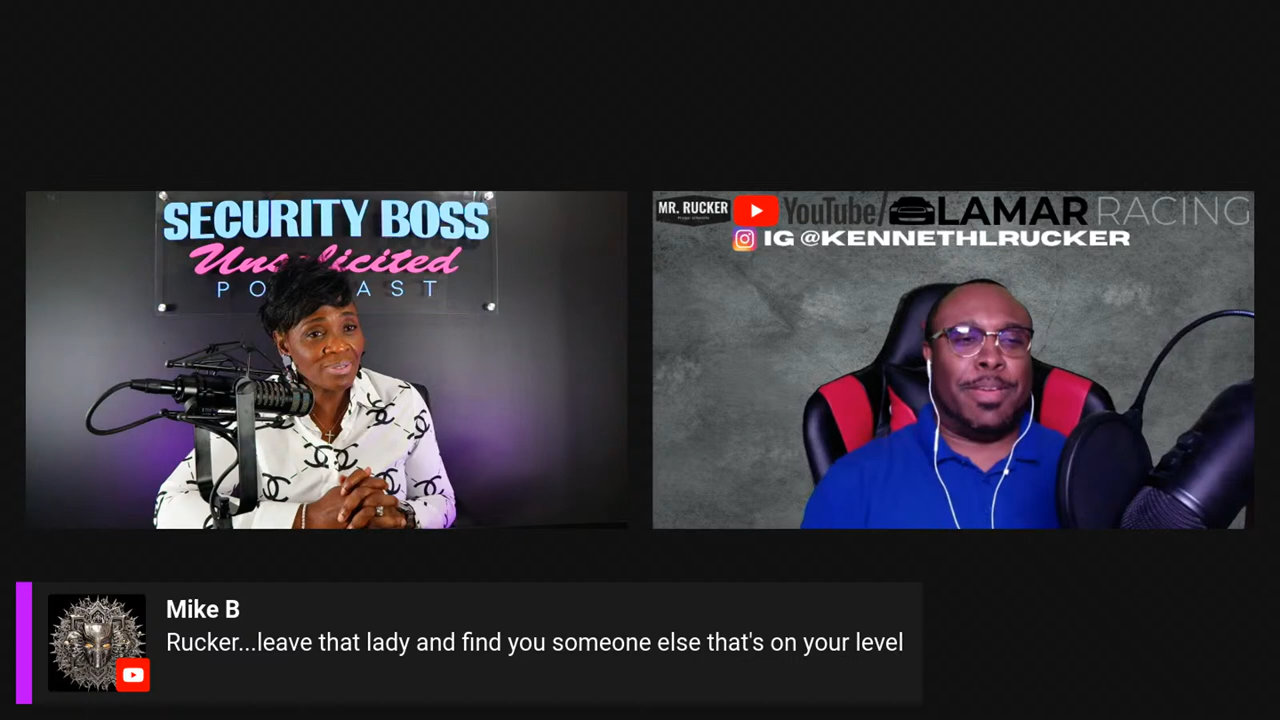 SECURITY BOSS
Unsolicited
PODCAST
MR. RUCKER
YouTube/ LAMAR RACING
IG @KENNETHLRUCKER
Mike B
Rucker...leave that lady and find you someone else that's on your level